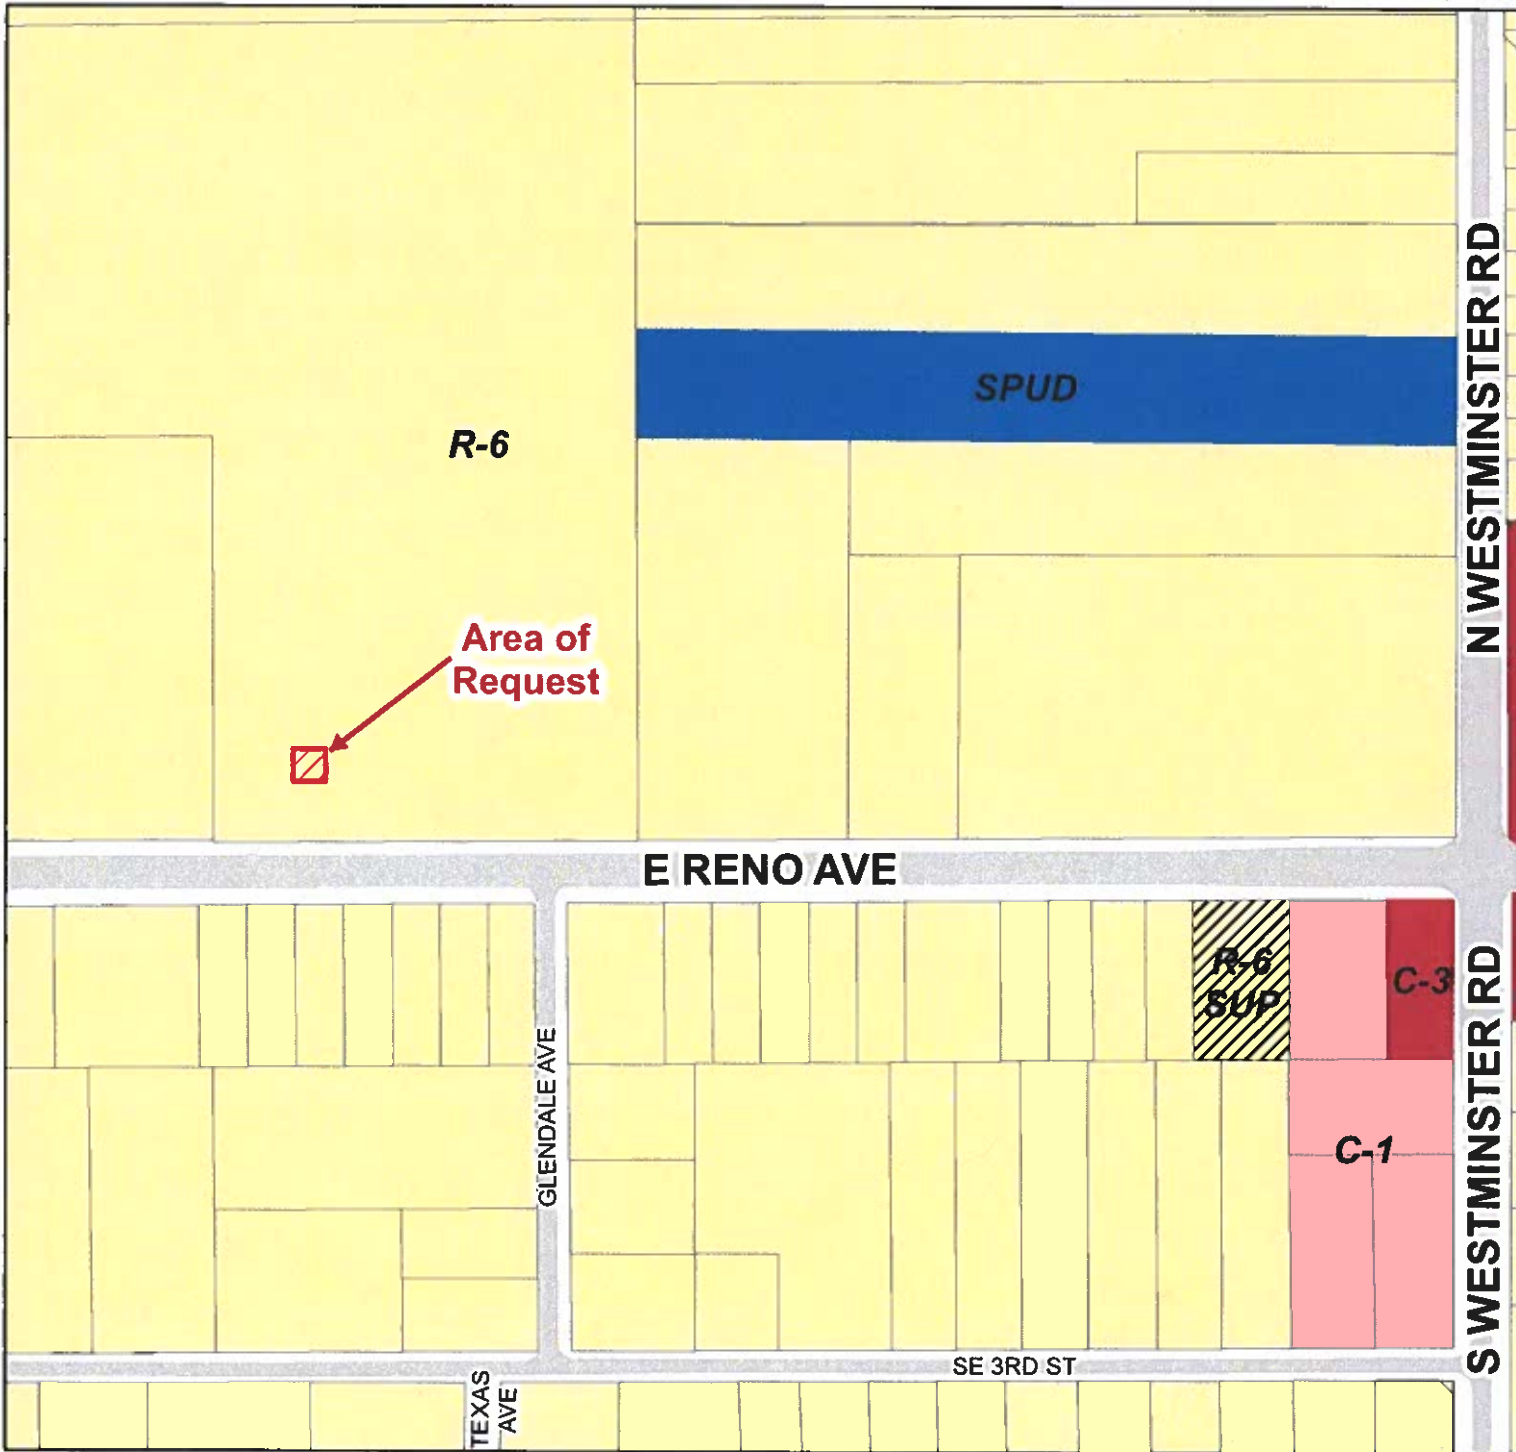 N WESTMINSTER RD
SPUD
R-6
Area of
Request
E RENO AVE
R-6
SUP
C-3
GLENDALE AVE
C-1
S WESTMINSTER RD
SE 3RD ST
TEXAS
AVE